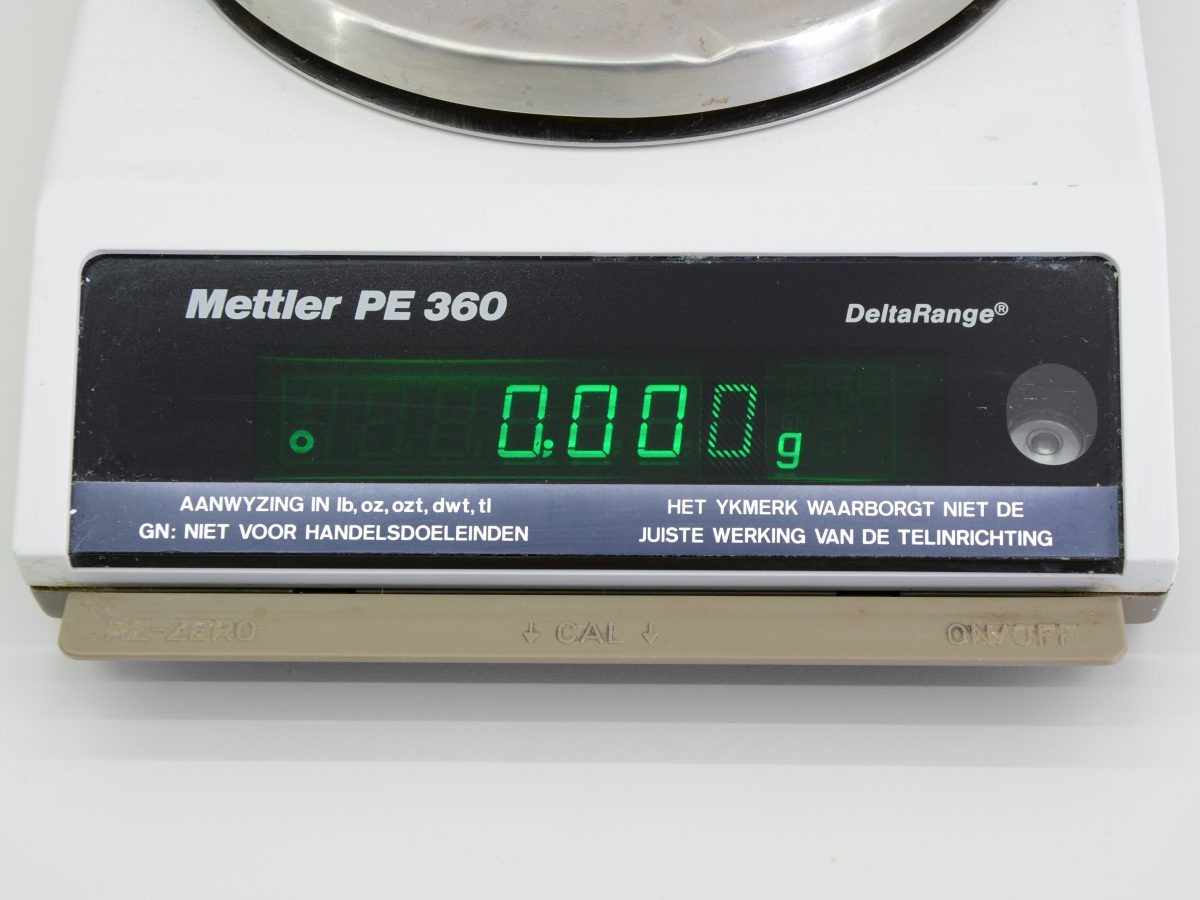 Mettler PE 360
DeltaRange®
0.000 g
AANWYZING IN lb, oz, ozt, dwt, tl
GN: NIET VOOR HANDELSDOELEINDEN
HET YKMERK WAARBORGT NIET DE
JUISTE WERKING VAN DE TELINRICHTING
RE-ZERO ↓ CAL ↓ ON/OFF